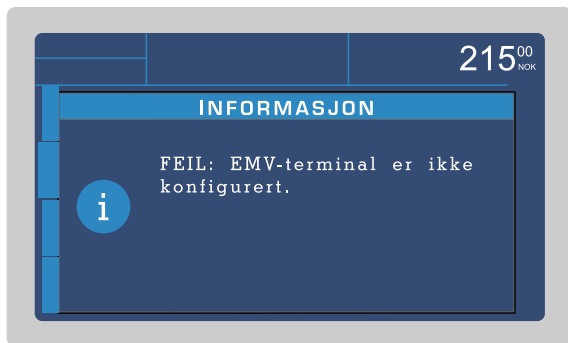 215⁰⁰
NOK
INFORMASJON
FEIL: EMV-terminal er ikke
konfigurert.
i